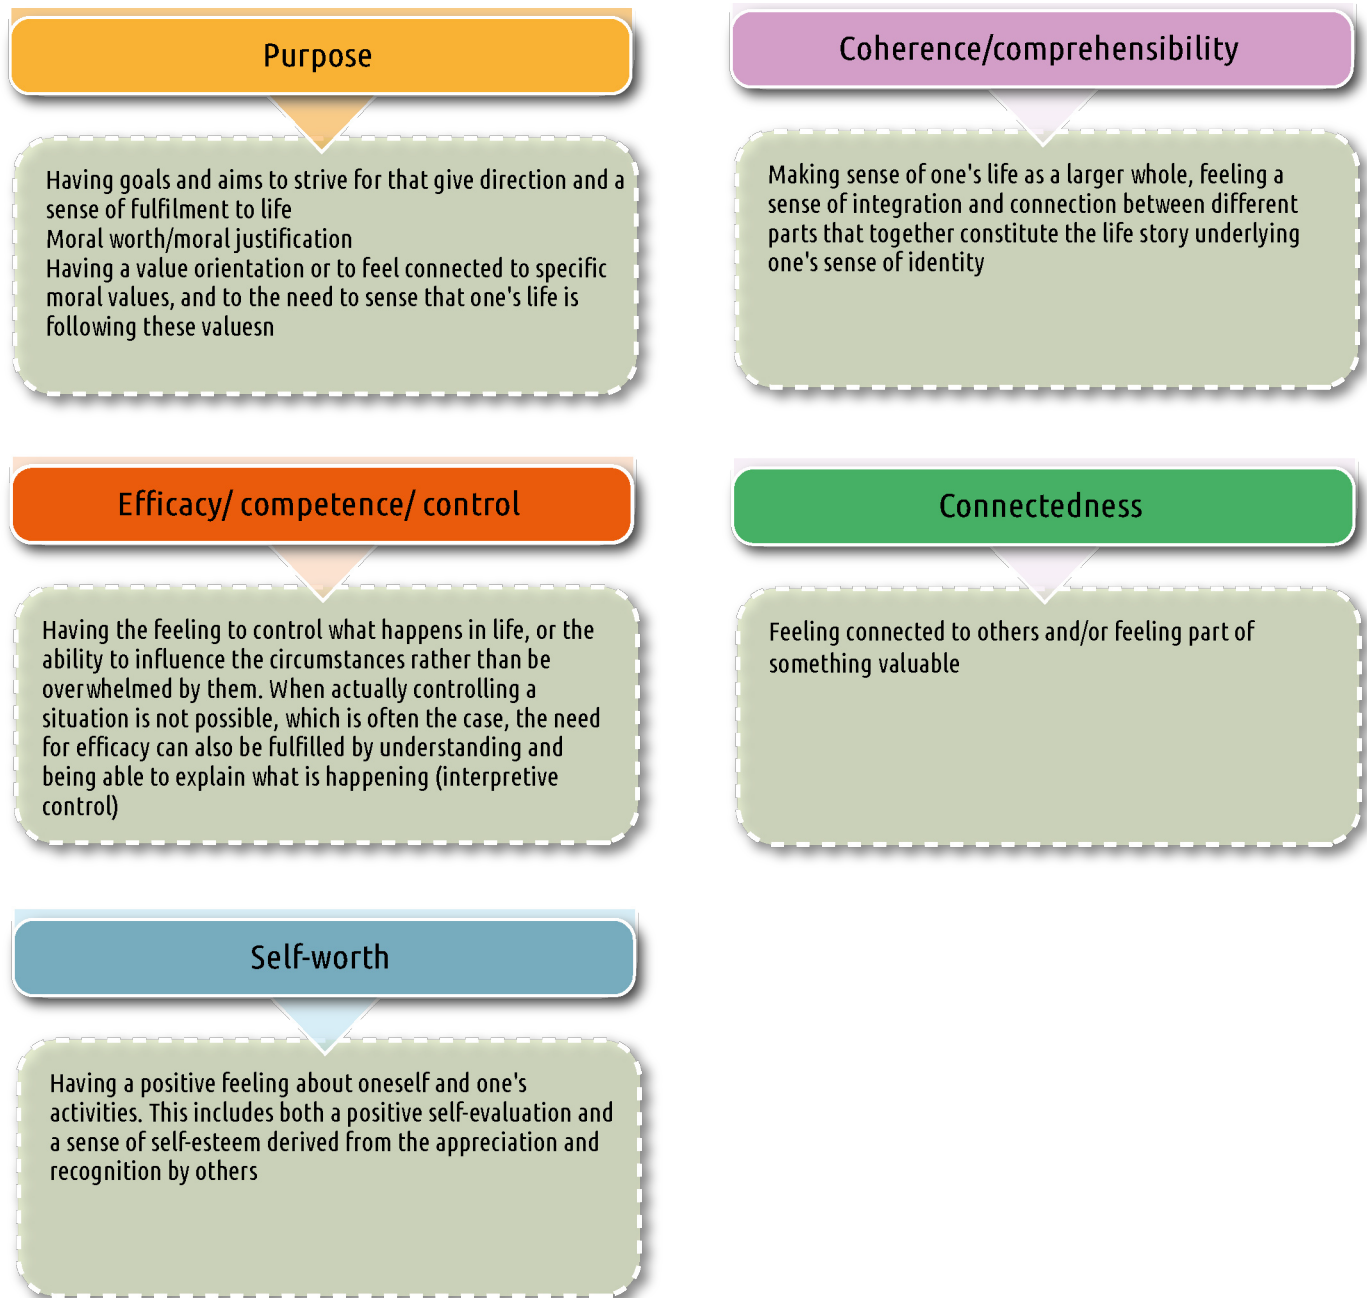 Purpose
Having goals and aims to strive for that give direction and a
sense of fulfilment to life
Moral worth/moral justification
Having a value orientation or to feel connected to specific
moral values, and to the need to sense that one's life is
following these valuesn
Coherence/comprehensibility
Making sense of one's life as a larger whole, feeling a
sense of integration and connection between different
parts that together constitute the life story underlying
one's sense of identity
Efficacy/ competence/ control
Having the feeling to control what happens in life, or the
ability to influence the circumstances rather than be
overwhelmed by them. When actually controlling a
situation is not possible, which is often the case, the need
for efficacy can also be fulfilled by understanding and
being able to explain what is happening (interpretive
control)
Connectedness
Feeling connected to others and/or feeling part of
something valuable
Self-worth
Having a positive feeling about oneself and one's
activities. This includes both a positive self-evaluation and
a sense of self-esteem derived from the appreciation and
recognition by others